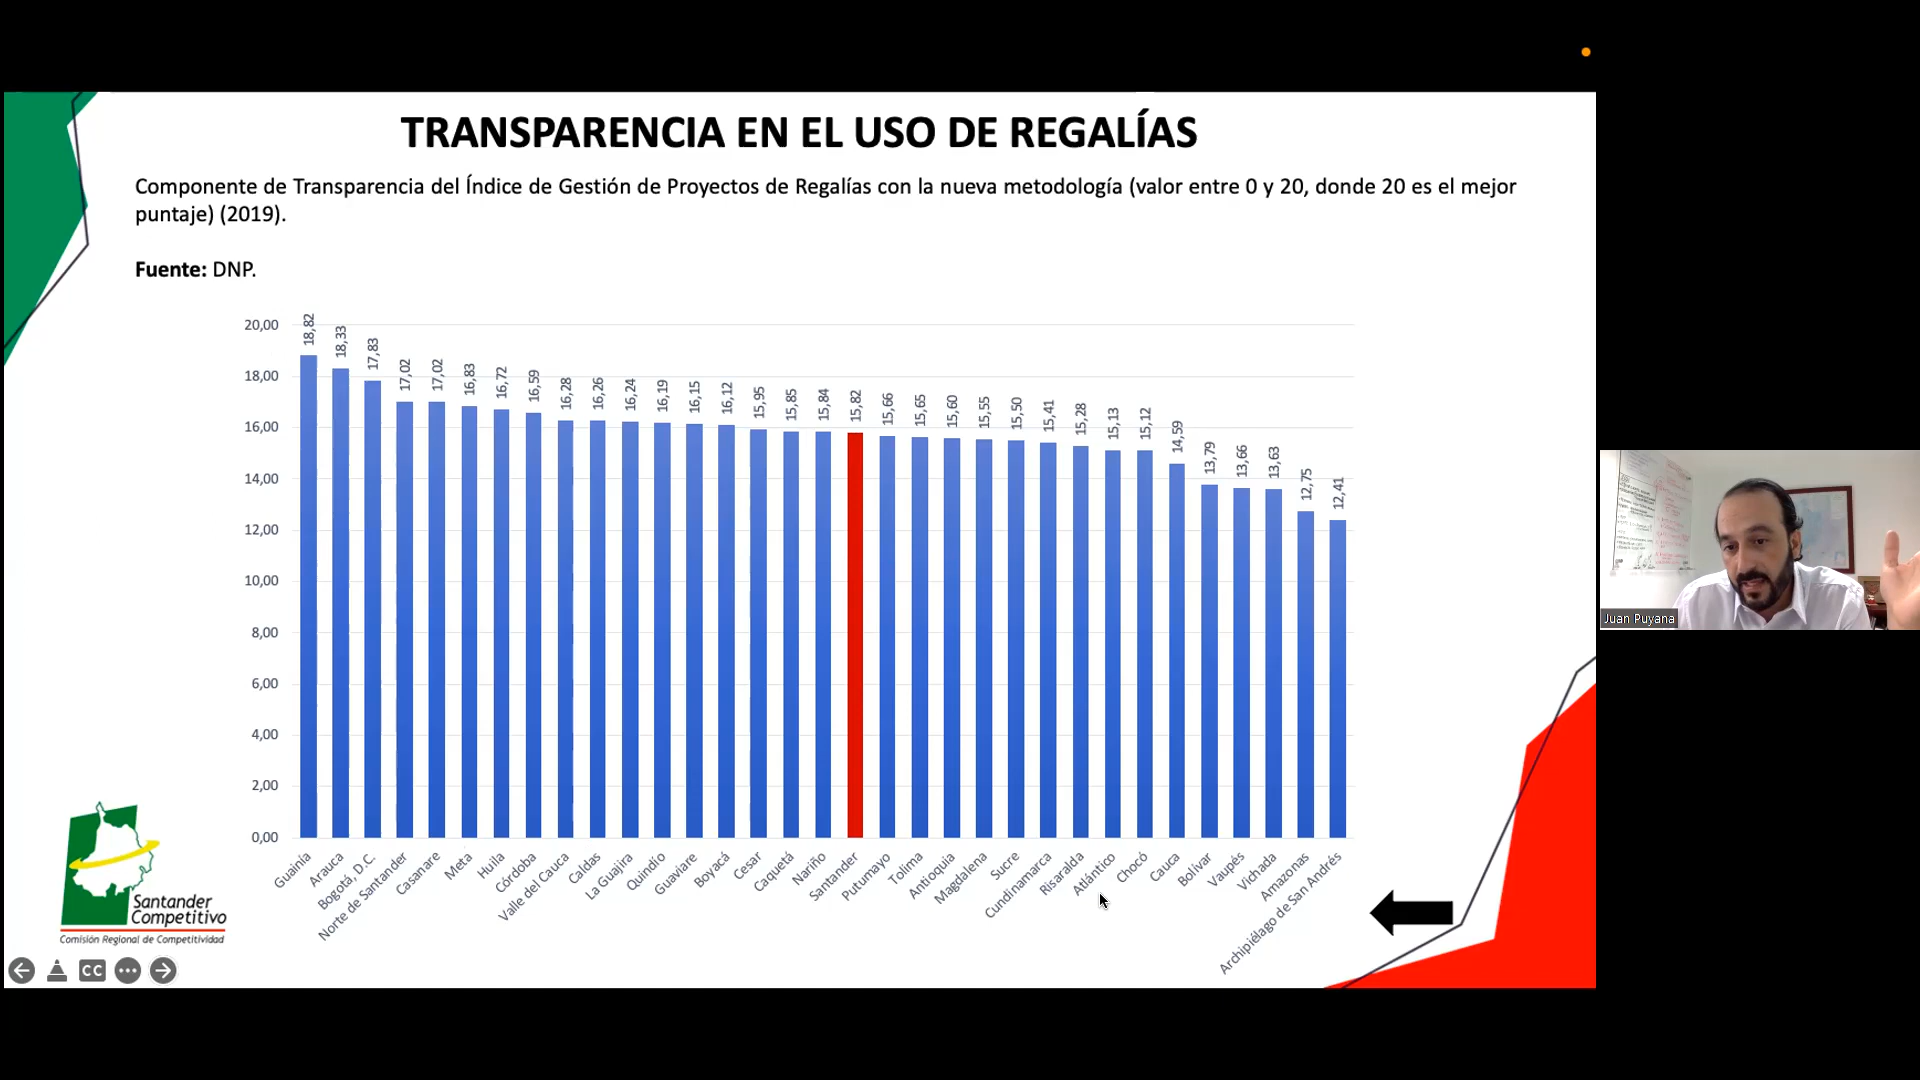 TRANSPARENCIA EN EL USO DE REGALÍAS
Componente de Transparencia del Índice de Gestión de Proyectos de Regalías con la nueva metodología (valor entre 0 y 20, donde 20 es el mejor
puntaje) (2019).
Fuente: DNP.
20,00
18,00
16,00
14,00
12,00
10,00
8,00
6,00
4,00
2,00
0,00
18,82
18,33
17,83
17,02
17,02
16,83
16,72
16,59
16,28
16,26
16,24
16,19
16,15
16,12
15,95
15,85
15,84
15,82
15,66
15,65
15,60
15,55
15,50
15,41
15,28
15,13
15,12
14,59
13,79
13,66
13,63
12,75
12,41
Guainía
Arauca
Bogotá, D.C.
Norte de Santander
Casanare
Meta
Huila
Córdoba
Valle del Cauca
Caldas
La Guajira
Quindío
Guaviare
Boyacá
Cesar
Caquetá
Nariño
Santander
Putumayo
Tolima
Antioquia
Magdalena
Sucre
Cundinamarca
Risaralda
Atlántico
Chocó
Cauca
Bolívar
Vaupés
Vichada
Amazonas
Archipiélago de San Andrés
Santander
Competitivo
Comisión Regional de Competitividad
CC
Juan Puyana